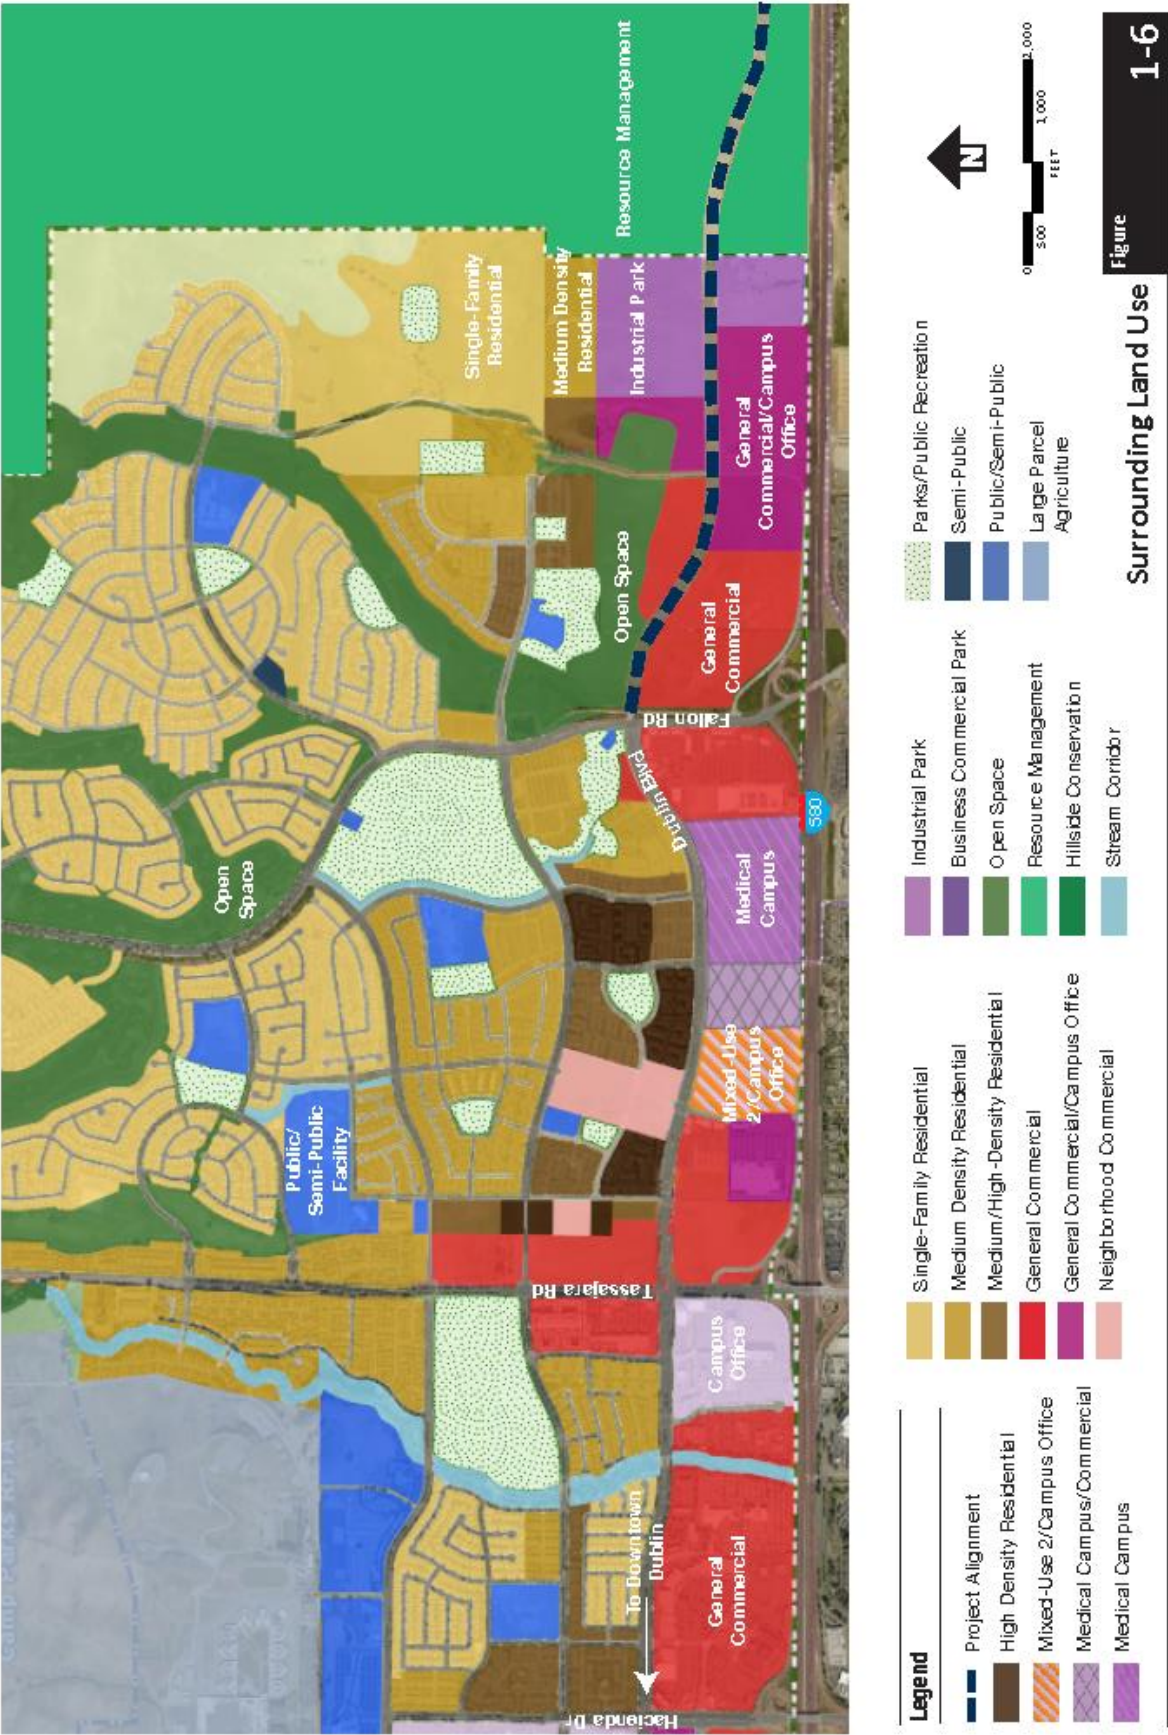 Camp Parks RFTA
Resource Management
Single-Family
Residential
Medium Density
Residential
Industrial Park
General
Commercial/Campus
Office
Open Space
General
Commercial
Fallon Rd
Dublin Blvd
580
Open
Space
Medical
Campus
Mixed-Use
2/Campus
Office
Public/
Semi-Public
Facility
Tassajara Rd
Campus
Office
To Downtown
Dublin
General
Commercial
Hacienda Dr
Legend
Project Alignment
High Density Residential
Mixed-Use 2/Campus Office
Medical Campus/Commercial
Medical Campus
Single-Family Residential
Medium Density Residential
Medium/High-Density Residential
General Commercial
General Commercial/Campus Office
Neighborhood Commercial
Industrial Park
Business Commercial Park
Open Space
Resource Management
Hillside Conservation
Stream Corridor
Parks/Public Recreation
Semi-Public
Public/Semi-Public
Large Parcel
Agriculture
N
0 500 1,000 2,000
FEET
Surrounding Land Use
Figure
1-6